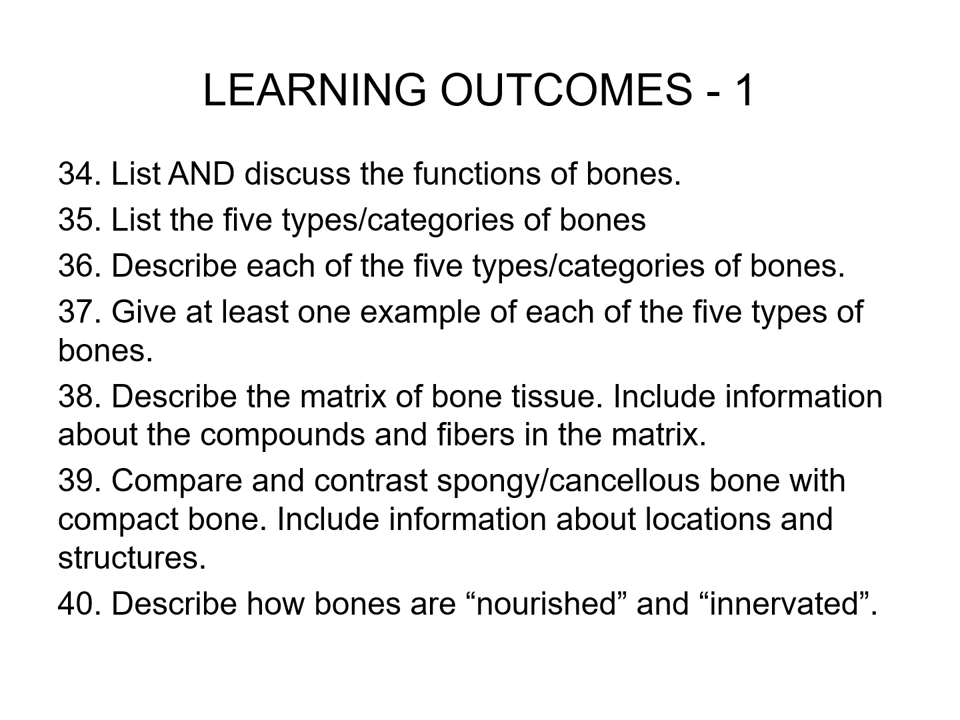 LEARNING OUTCOMES - 1
34. List AND discuss the functions of bones.
35. List the five types/categories of bones
36. Describe each of the five types/categories of bones.
37. Give at least one example of each of the five types of
bones.
38. Describe the matrix of bone tissue. Include information
about the compounds and fibers in the matrix.
39. Compare and contrast spongy/cancellous bone with
compact bone. Include information about locations and
structures.
40. Describe how bones are “nourished” and “innervated”.